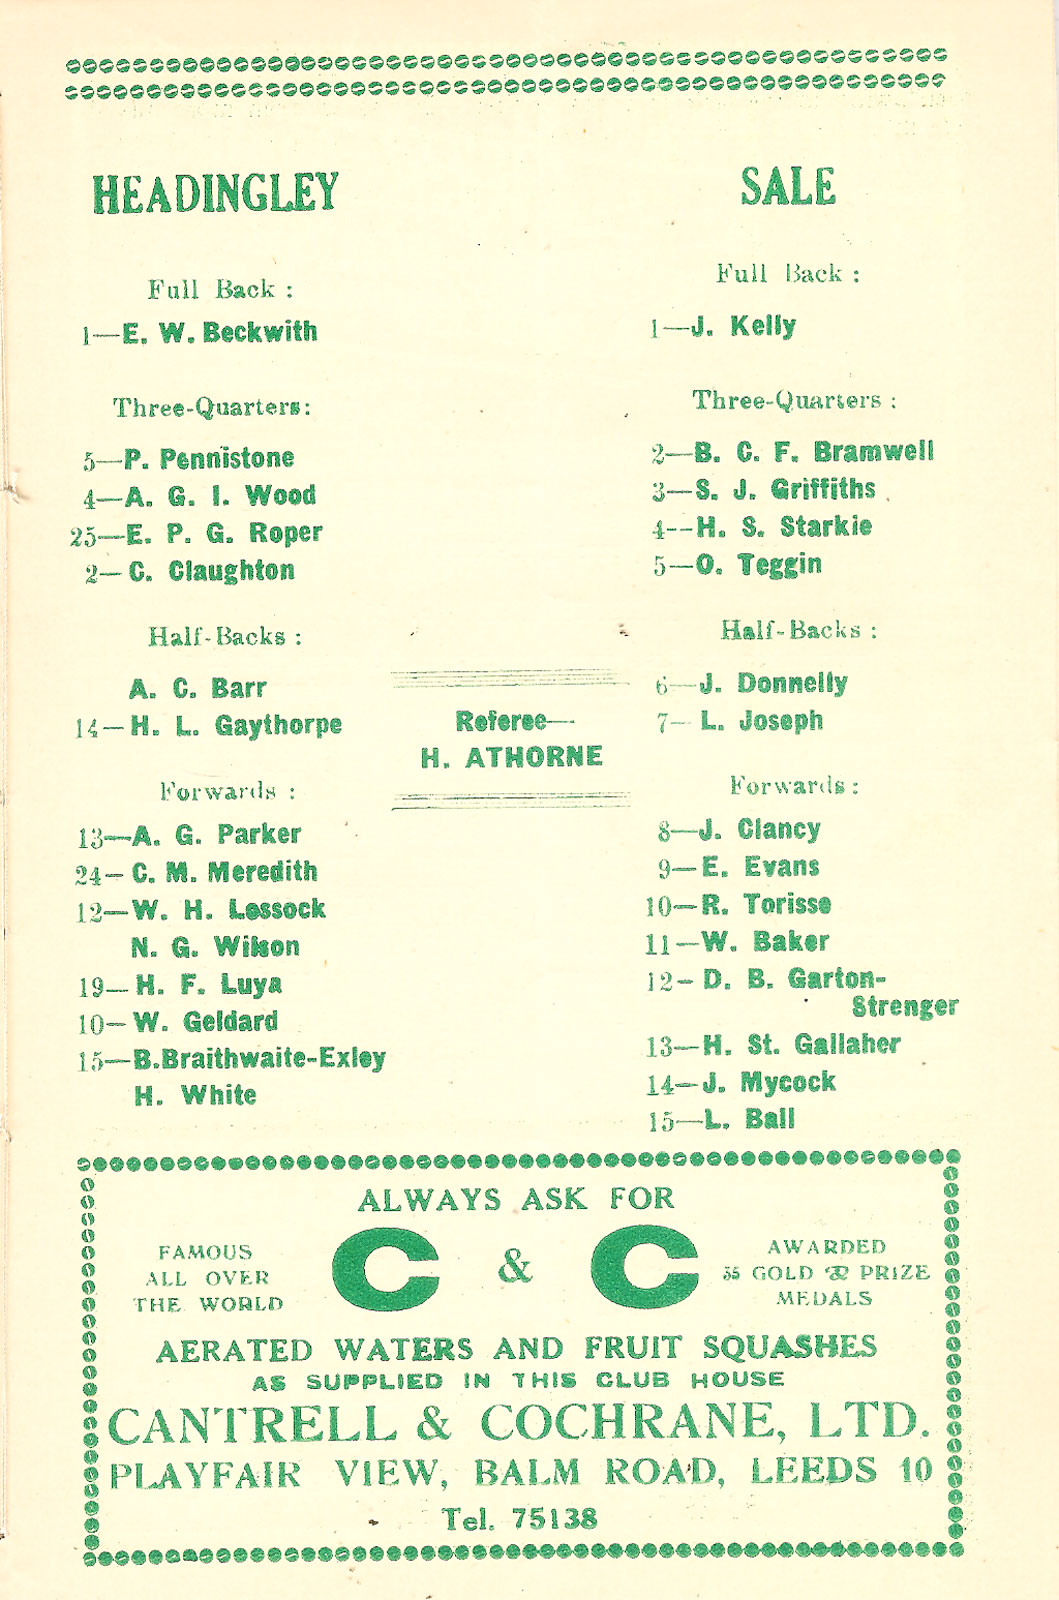 HEADINGLEY
Full Back :
1—E. W. Beckwith
Three-Quarters:
5—P. Pennistone
4—A. G. I. Wood
25—E. P. G. Roper
2—C. Claughton
Half-Backs :
A. C. Barr
14—H. L. Gaythorpe
Forwards :
13—A. G. Parker
24—C. M. Meredith
12—W. H. Lessock
N. G. Wilson
19—H. F. Luya
10—W. Geldard
15—B.Braithwaite-Exley
H. White
Referee—
H. ATHORNE
SALE
Full Back :
1—J. Kelly
Three-Quarters :
2—B. C. F. Bramwell
3—S. J. Griffiths
4--H. S. Starkie
5—O. Teggin
Half-Backs :
6—J. Donnelly
7—L. Joseph
Forwards :
8—J. Clancy
9—E. Evans
10—R. Torisse
11—W. Baker
12—D. B. Garton-
Strenger
13—H. St. Gallaher
14—J. Mycock
15—L. Ball
ALWAYS ASK FOR
FAMOUS
ALL OVER
THE WORLD
C & C
AWARDED
55 GOLD & PRIZE
MEDALS
AERATED WATERS AND FRUIT SQUASHES
AS SUPPLIED IN THIS CLUB HOUSE
CANTRELL & COCHRANE, LTD.
PLAYFAIR VIEW, BALM ROAD, LEEDS 10
Tel. 75138